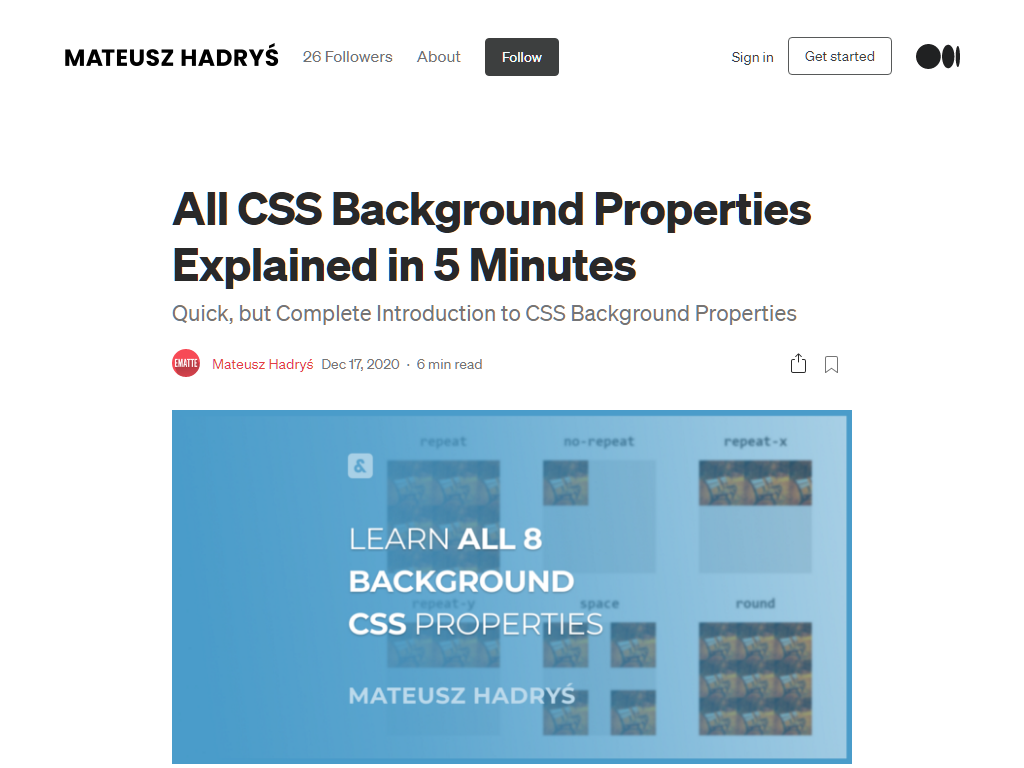 MATEUSZ HADRYŚ 26 Followers About Follow Sign in Get started
All CSS Background Properties
Explained in 5 Minutes
Quick, but Complete Introduction to CSS Background Properties
EMATTE Mateusz Hadryś Dec 17, 2020 · 6 min read
repeat no-repeat repeat-x
&
LEARN ALL 8
BACKGROUND
repeat-y space round
CSS PROPERTIES
MATEUSZ HADRYŚ